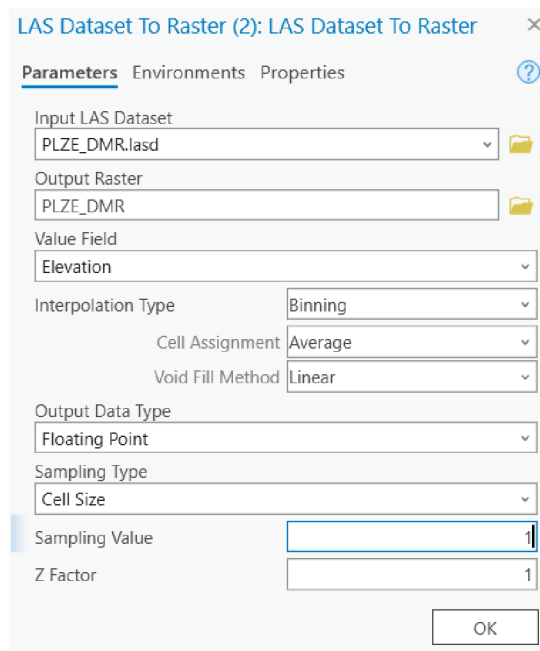 LAS Dataset To Raster (2): LAS Dataset To Raster
Parameters Environments Properties
Input LAS Dataset
PLZE_DMR.lasd
Output Raster
PLZE_DMR
Value Field
Elevation
Interpolation Type Binning
Cell Assignment Average
Void Fill Method Linear
Output Data Type
Floating Point
Sampling Type
Cell Size
Sampling Value 1
Z Factor 1
OK